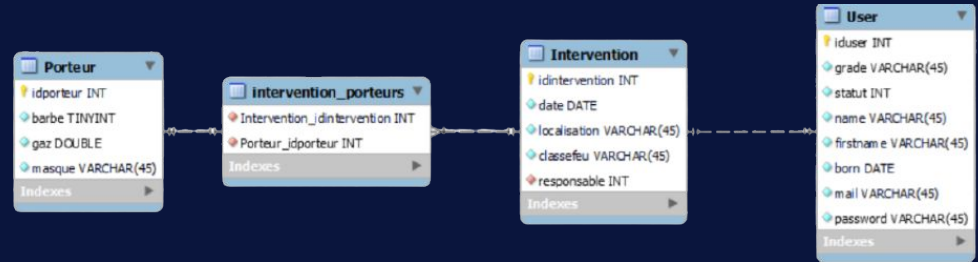 Porteur
idporteur INT
barbe TINYINT
gaz DOUBLE
masque VARCHAR(45)
Indexes
intervention_porteurs
Intervention_idintervention INT
Porteur_idporteur INT
Indexes
Intervention
idintervention INT
date DATE
localisation VARCHAR(45)
classefeu VARCHAR(45)
responsable INT
Indexes
User
iduser INT
grade VARCHAR(45)
statut INT
name VARCHAR(45)
firstname VARCHAR(45)
born DATE
mail VARCHAR(45)
password VARCHAR(45)
Indexes